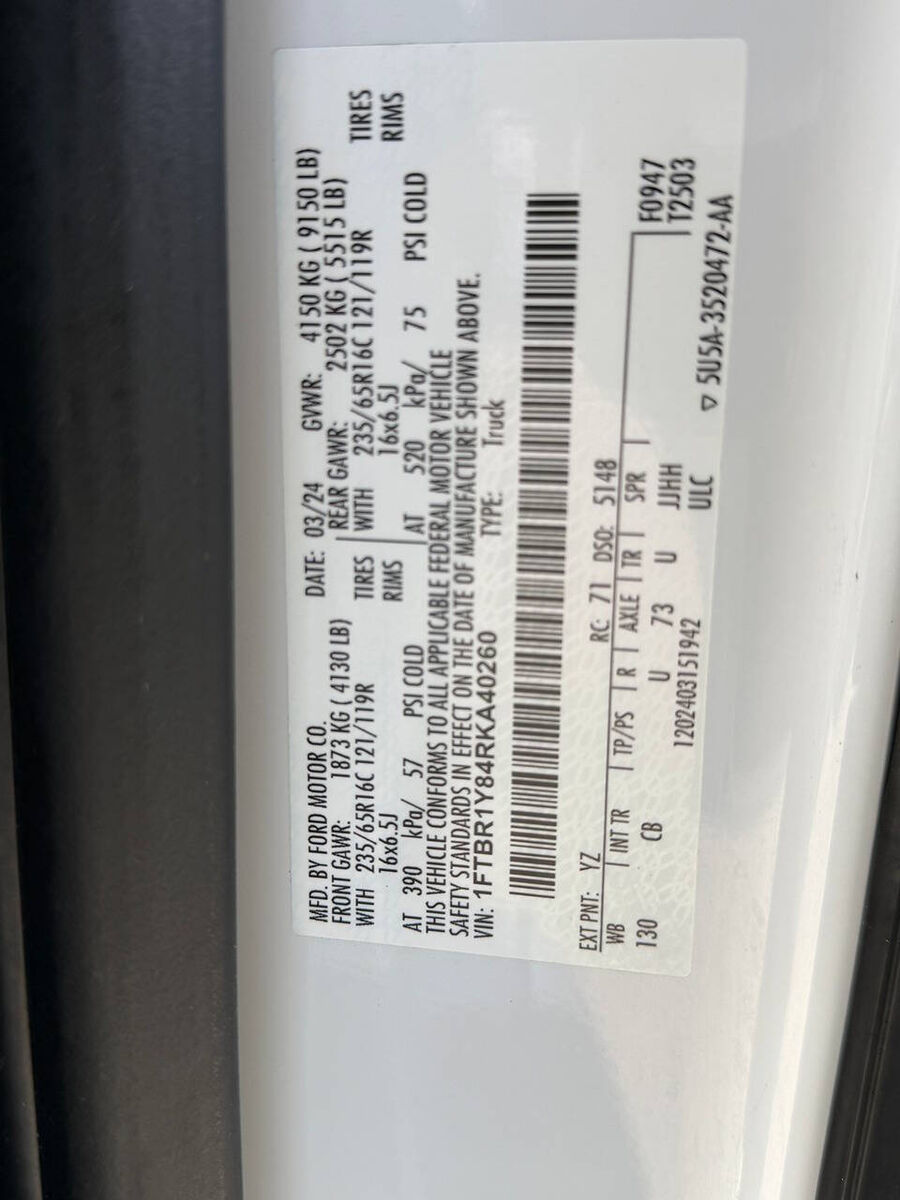 MFD. BY FORD MOTOR CO. DATE: 03/24 GVWR: 4150 KG ( 9150 LB)
FRONT GAWR: 1873 KG ( 4130 LB) REAR GAWR: 2502 KG ( 5515 LB)
WITH 235/65R16C 121/119R TIRES WITH 235/65R16C 121/119R TIRES
16x6.5J RIMS 16x6.5J RIMS
AT 390 kPa/ 57 PSI COLD AT 520 kPa/ 75 PSI COLD
THIS VEHICLE CONFORMS TO ALL APPLICABLE FEDERAL MOTOR VEHICLE
SAFETY STANDARDS IN EFFECT ON THE DATE OF MANUFACTURE SHOWN ABOVE.
VIN: 1FTBR1Y84RKA40260 TYPE: Truck
EXT PNT: YZ RC: 71 DSO: 5148
WB INT TR TP/PS R AXLE TR SPR F0947
130 CB U 73 U JJHH T2503
1202403151942 ULC
▽ 5U5A-3520472-AA